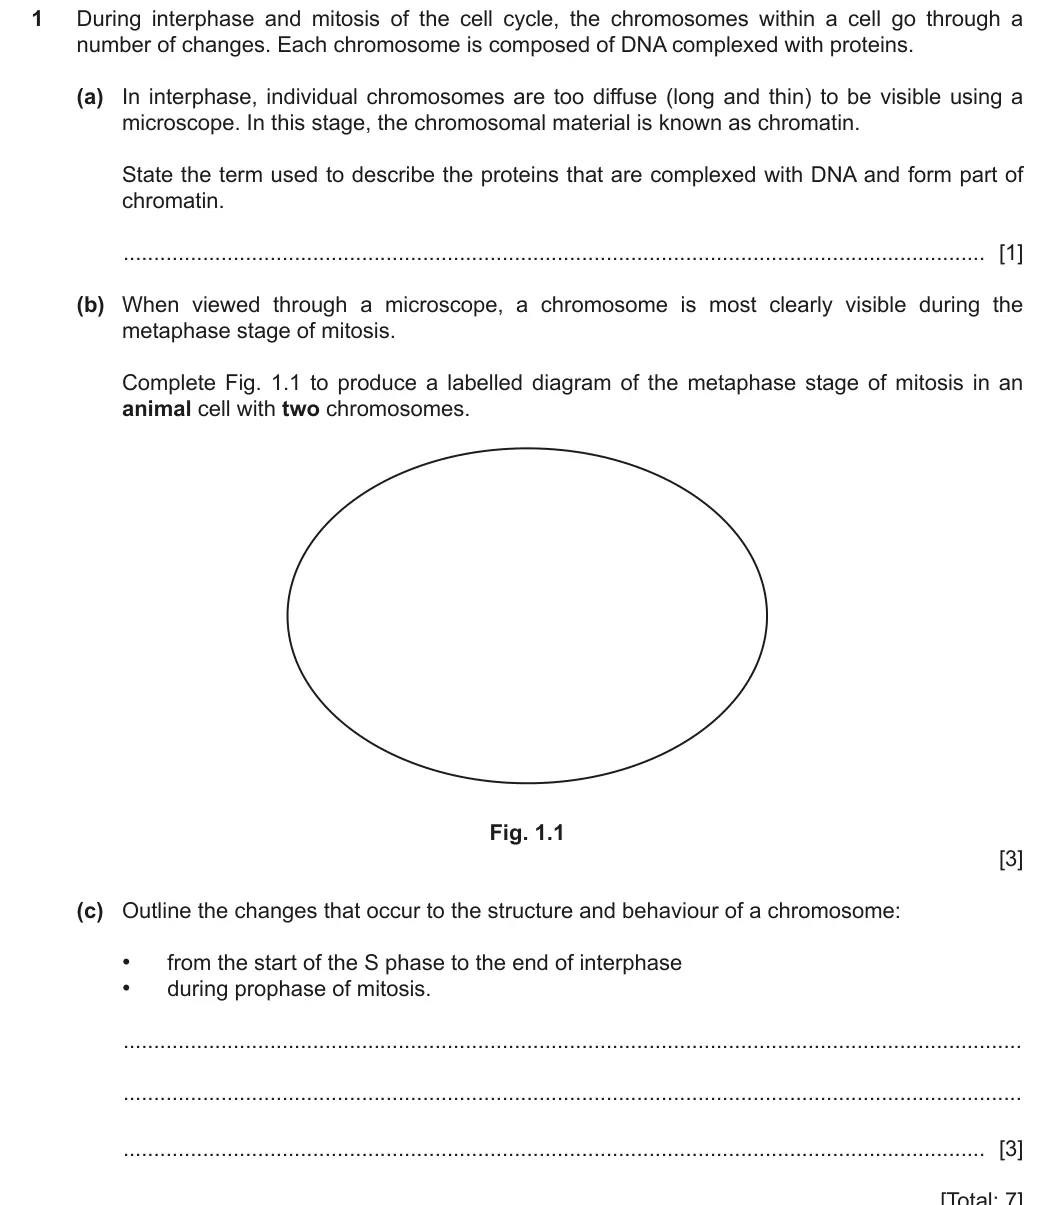 1 During interphase and mitosis of the cell cycle, the chromosomes within a cell go through a
number of changes. Each chromosome is composed of DNA complexed with proteins.
(a) In interphase, individual chromosomes are too diffuse (long and thin) to be visible using a
microscope. In this stage, the chromosomal material is known as chromatin.
State the term used to describe the proteins that are complexed with DNA and form part of
chromatin.
[1]
(b) When viewed through a microscope, a chromosome is most clearly visible during the
metaphase stage of mitosis.
Complete Fig. 1.1 to produce a labelled diagram of the metaphase stage of mitosis in an
animal cell with two chromosomes.
Fig. 1.1
[3]
(c) Outline the changes that occur to the structure and behaviour of a chromosome:
• from the start of the S phase to the end of interphase
• during prophase of mitosis.
[3]
[Total: 7]